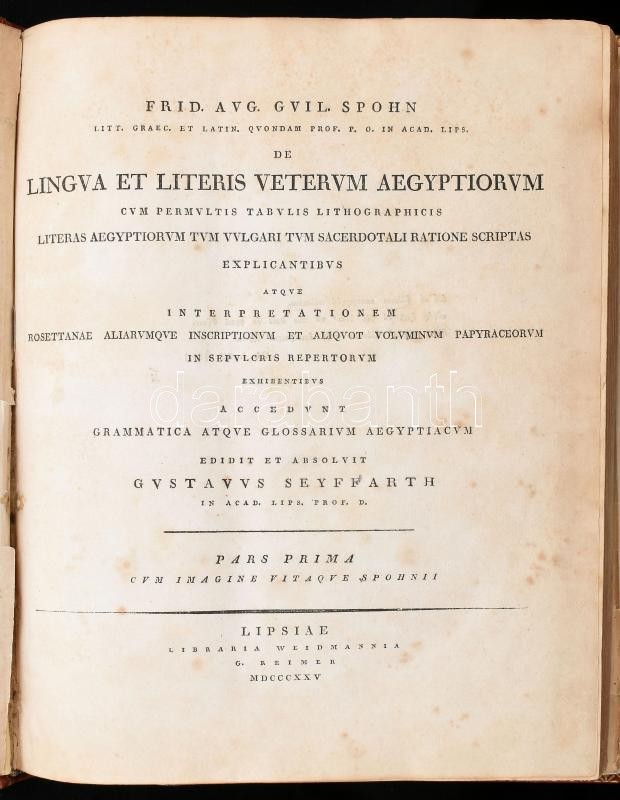 FRID. AVG. GVIL. SPOHN
LITT. GRAEC. ET LATIN. QVONDAM PROF. P. O. IN ACAD. LIPS.
DE
LINGVA ET LITERIS VETERVM AEGYPTIORVM
CVM PERMVLTIS TABVLIS LITHOGRAPHICIS
LITERAS AEGYPTIORVM TVM VVLGARI TVM SACERDOTALI RATIONE SCRIPTAS
EXPLICANTIBVS
ATQVE
INTERPRETATIONEM
ROSETTANAE ALIARVMQVE INSCRIPTIONVM ET ALIQVOT VOLVMINVM PAPYRACEORVM
IN SEPVLCRIS REPERTORVM
EXHIBENTIBVS
darabanth
ACCEDVNT
GRAMMATICA ATQVE GLOSSARIVM AEGYPTIACVM
EDIDIT ET ABSOLVIT
GVSTAVVS SEYFFARTH
IN ACAD. LIPS. PROF. D.
PARS PRIMA
CVM IMAGINE VITAQVE SPOHNII
LIPSIAE
LIBRARIA WEIDMANNIA
G. REIMER
MDCCCXXV